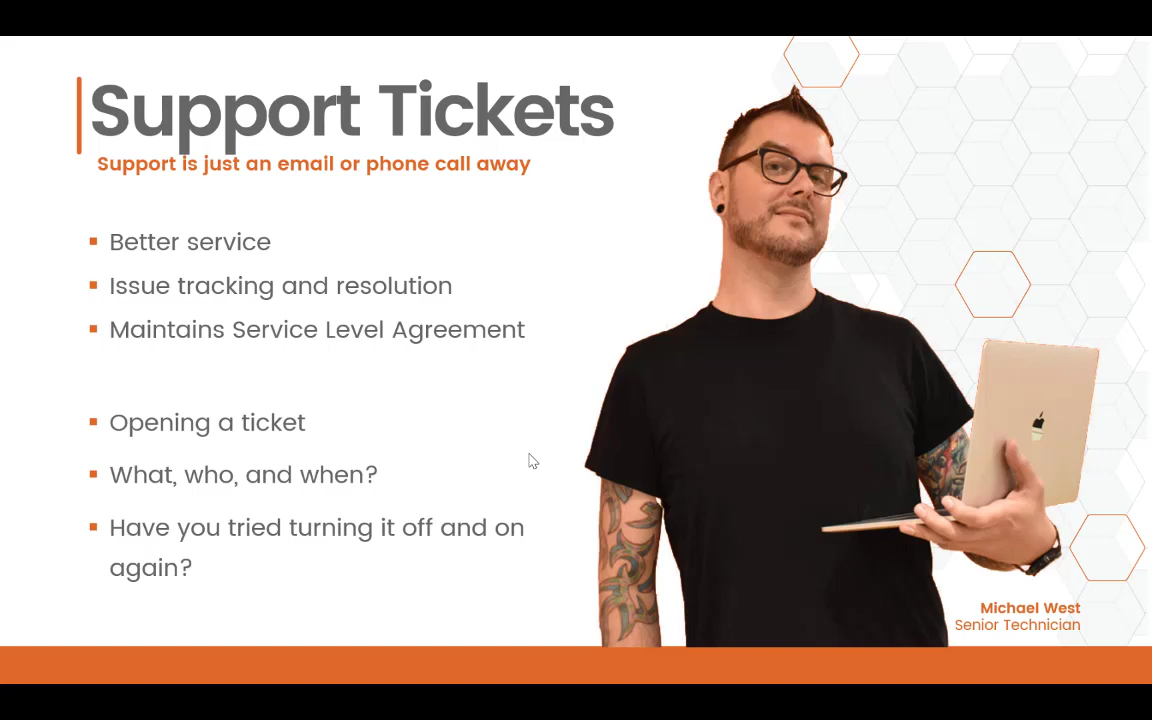 Support Tickets
Support is just an email or phone call away
Better service
Issue tracking and resolution
Maintains Service Level Agreement
Opening a ticket
What, who, and when?
Have you tried turning it off and on
again?
Michael West
Senior Technician